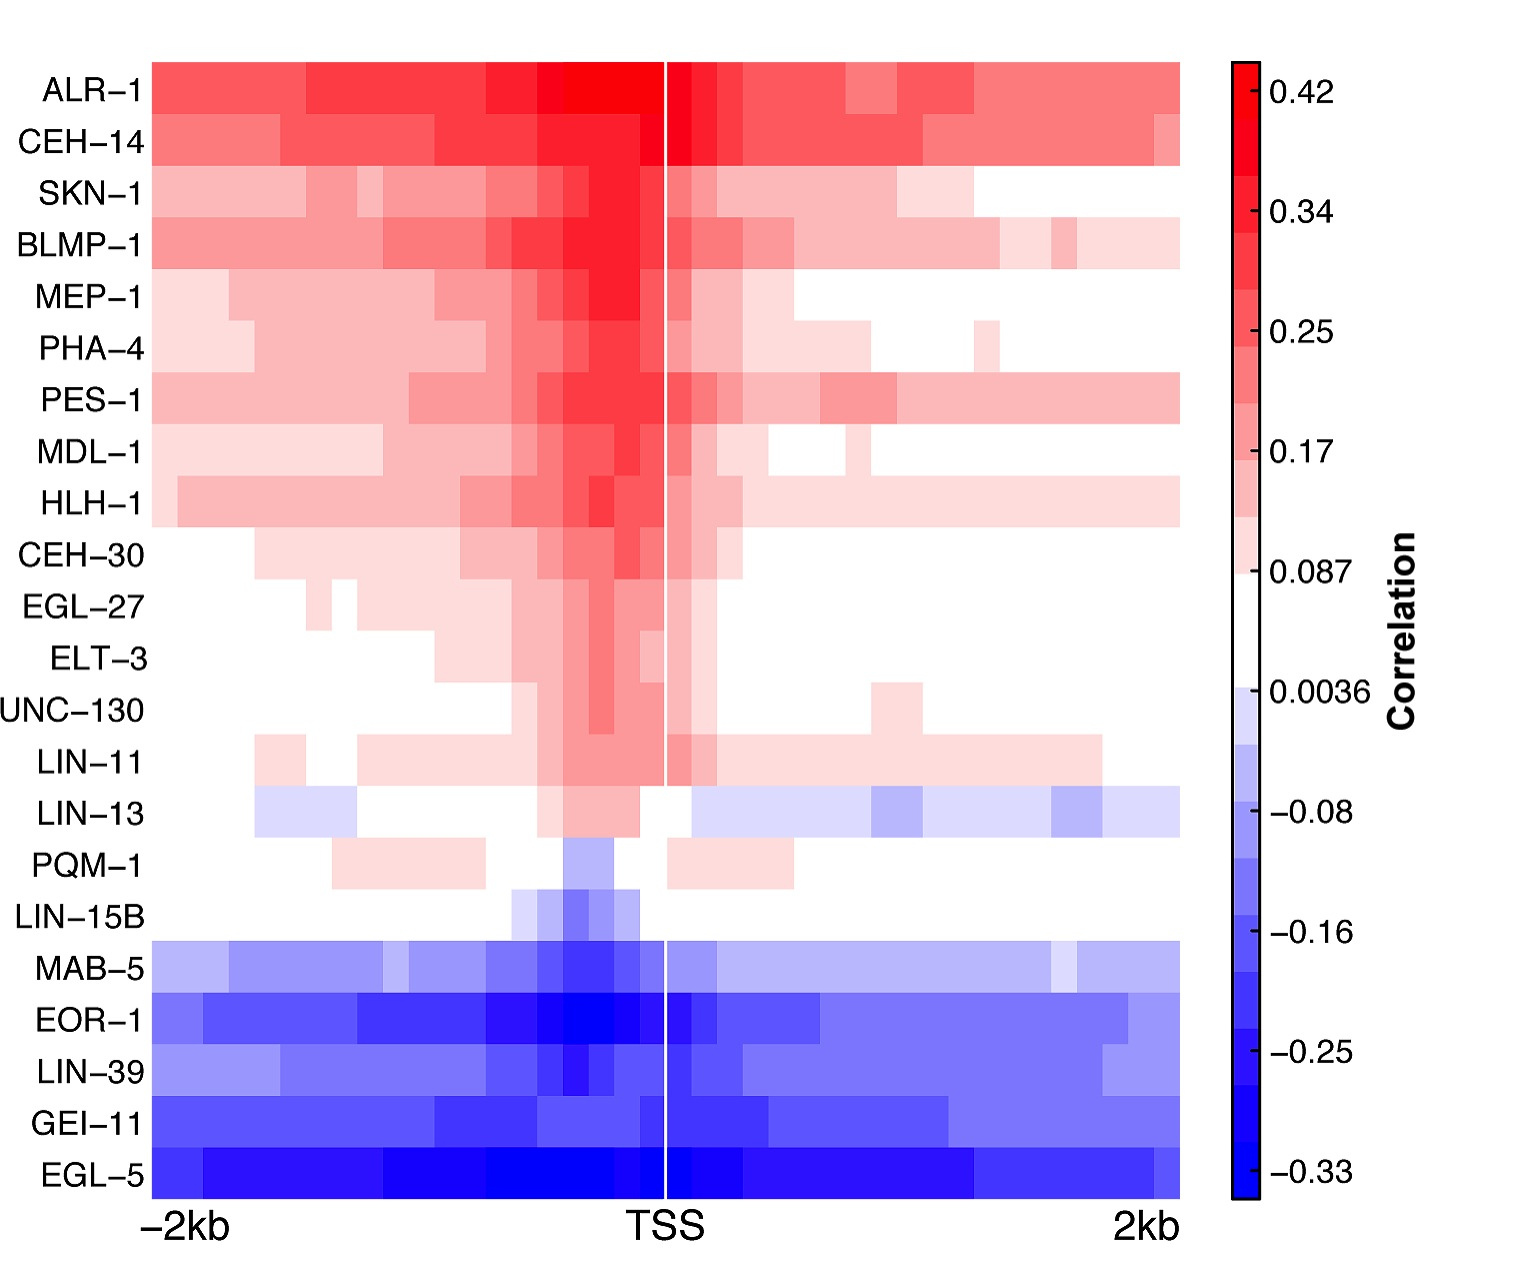 ALR−1
CEH−14
SKN−1
BLMP−1
MEP−1
PHA−4
PES−1
MDL−1
HLH−1
CEH−30
EGL−27
ELT−3
UNC−130
LIN−11
LIN−13
PQM−1
LIN−15B
MAB−5
EOR−1
LIN−39
GEI−11
EGL−5
−2kb TSS 2kb
0.42
0.34
0.25
0.17
0.087
0.0036
−0.08
−0.16
−0.25
−0.33
Correlation